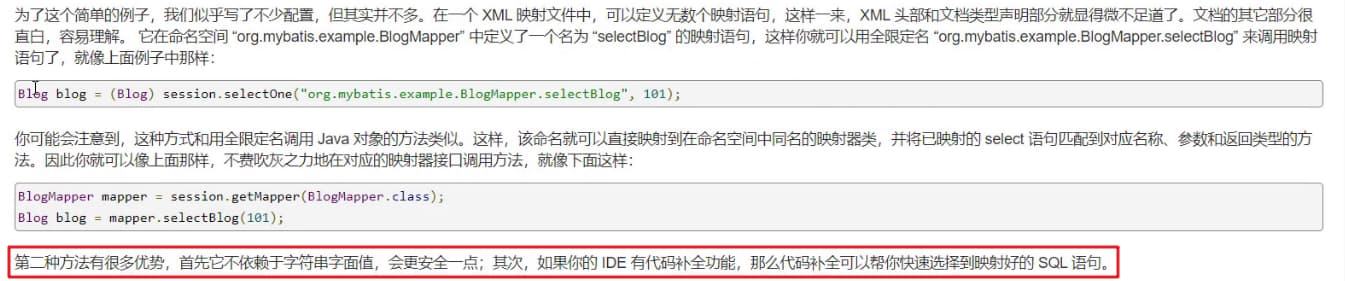 为了这个简单的例子，我们似乎写了不少配置，但其实并不多。在一个 XML 映射文件中，可以定义无数个映射语句，这样一来，XML 头部和文档类型声明部分就显得微不足道了。文档的其它部分很
直白，容易理解。 它在命名空间 “org.mybatis.example.BlogMapper” 中定义了一个名为 “selectBlog” 的映射语句，这样你就可以用全限定名 “org.mybatis.example.BlogMapper.selectBlog” 来调用映射
语句了，就像上面例子中那样：
Blog blog = (Blog) session.selectOne("org.mybatis.example.BlogMapper.selectBlog", 101);
你可能会注意到，这种方式和用全限定名调用 Java 对象的方法类似。这样，该命名就可以直接映射到在命名空间中同名的映射器类，并将已映射的 select 语句匹配到对应名称、参数和返回类型的方
法。因此你就可以像上面那样，不费吹灰之力地在对应的映射器接口调用方法，就像下面这样：
BlogMapper mapper = session.getMapper(BlogMapper.class);
Blog blog = mapper.selectBlog(101);
第二种方法有很多优势，首先它不依赖于字符串字面值，会更安全一点；其次，如果你的 IDE 有代码补全功能，那么代码补全可以帮你快速选择到映射好的 SQL 语句。